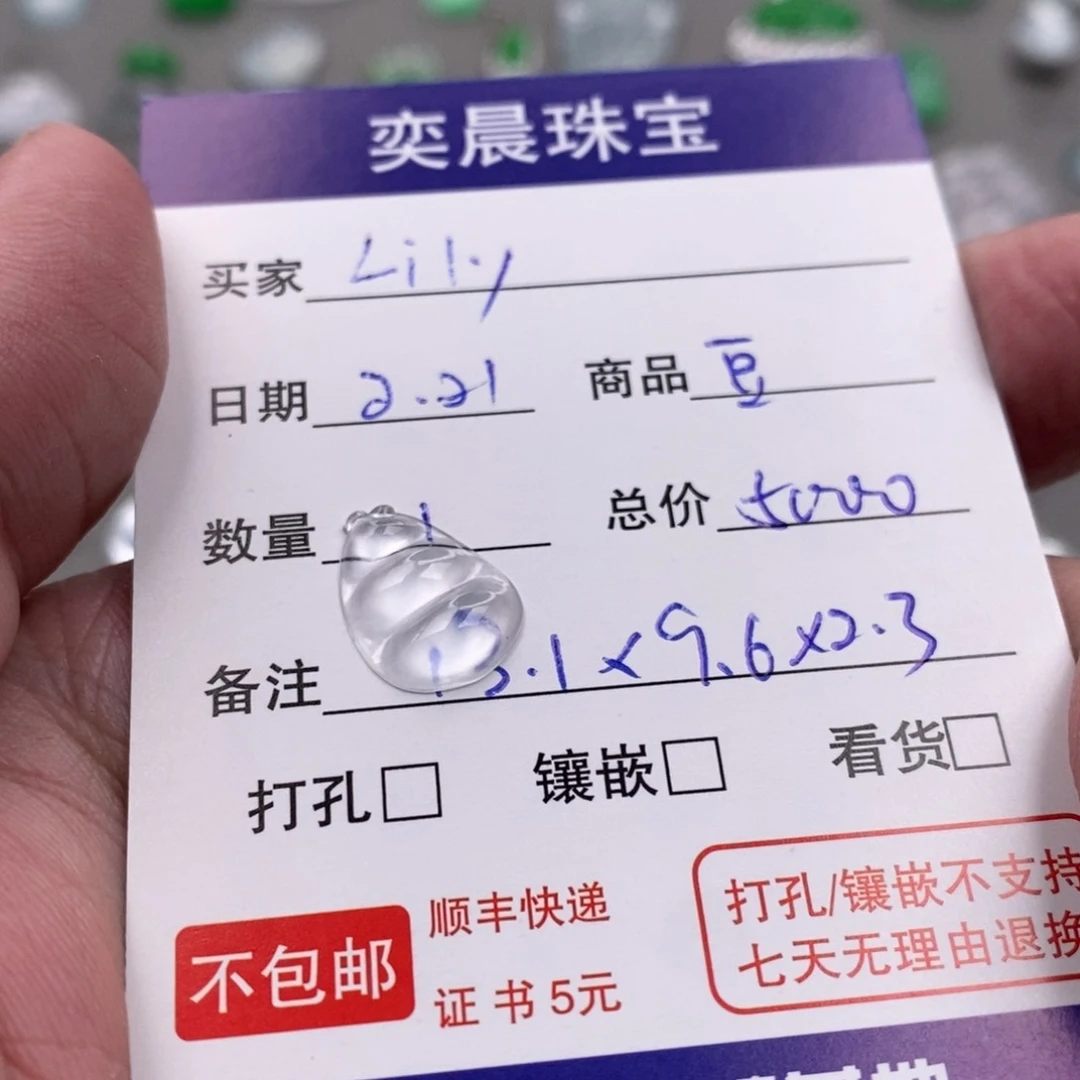 奕晨珠宝
买家 Lily
日期 2.21 商品 豆
数量 1 总价 5000
备注 13.1×9.6×2.3
打孔□ 镶嵌□ 看货□
不包邮
顺丰快递
证书5元
打孔/镶嵌不支持
七天无理由退换